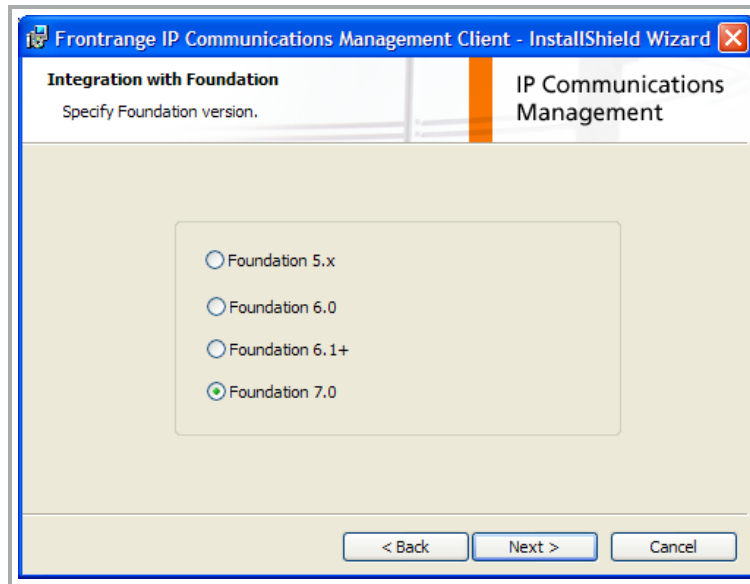 Frontrange IP Communications Management Client - InstallShield Wizard
Integration with Foundation
Specify Foundation version.
IP Communications
Management
Foundation 5.x
Foundation 6.0
Foundation 6.1+
Foundation 7.0
< Back
Next >
Cancel